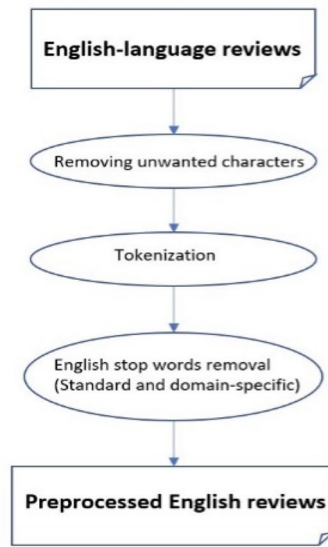 English-language reviews
Removing unwanted characters
Tokenization
English stop words removal
(Standard and domain-specific)
Preprocessed English reviews